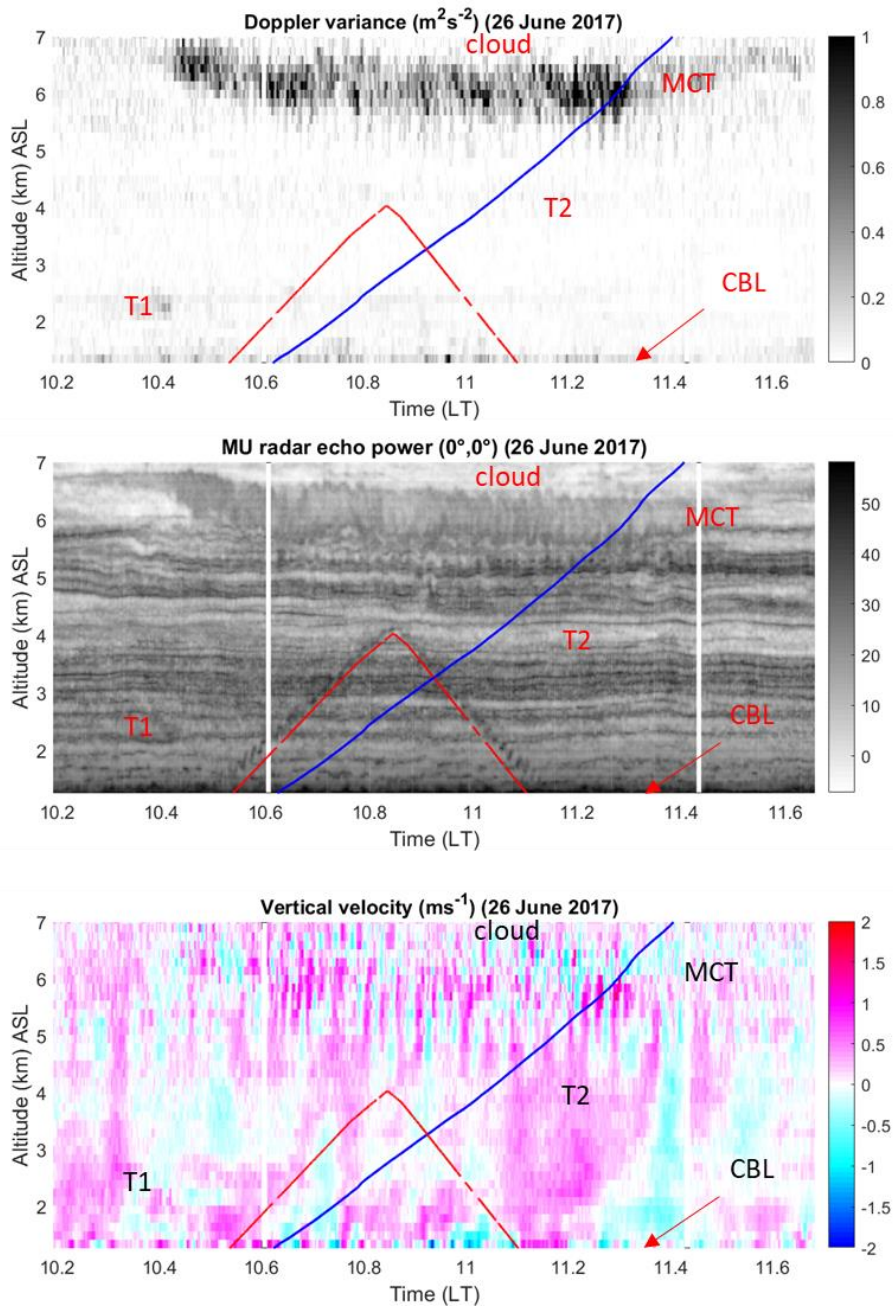 Doppler variance (m²s⁻²) (26 June 2017)
7
6
5
4
3
2
Altitude (km) ASL
cloud
MCT
T2
T1
CBL
1
0.8
0.6
0.4
0.2
0
10.2 10.4 10.6 10.8 11 11.2 11.4 11.6
Time (LT)
MU radar echo power (0°,0°) (26 June 2017)
7
6
5
4
3
2
Altitude (km) ASL
cloud
MCT
T2
T1
CBL
50
40
30
20
10
0
10.2 10.4 10.6 10.8 11 11.2 11.4 11.6
Time (LT)
Vertical velocity (ms⁻¹) (26 June 2017)
7
6
5
4
3
2
Altitude (km) ASL
cloud
MCT
T2
T1
CBL
2
1.5
1
0.5
0
-0.5
-1
-1.5
-2
10.2 10.4 10.6 10.8 11 11.2 11.4 11.6
Time (LT)